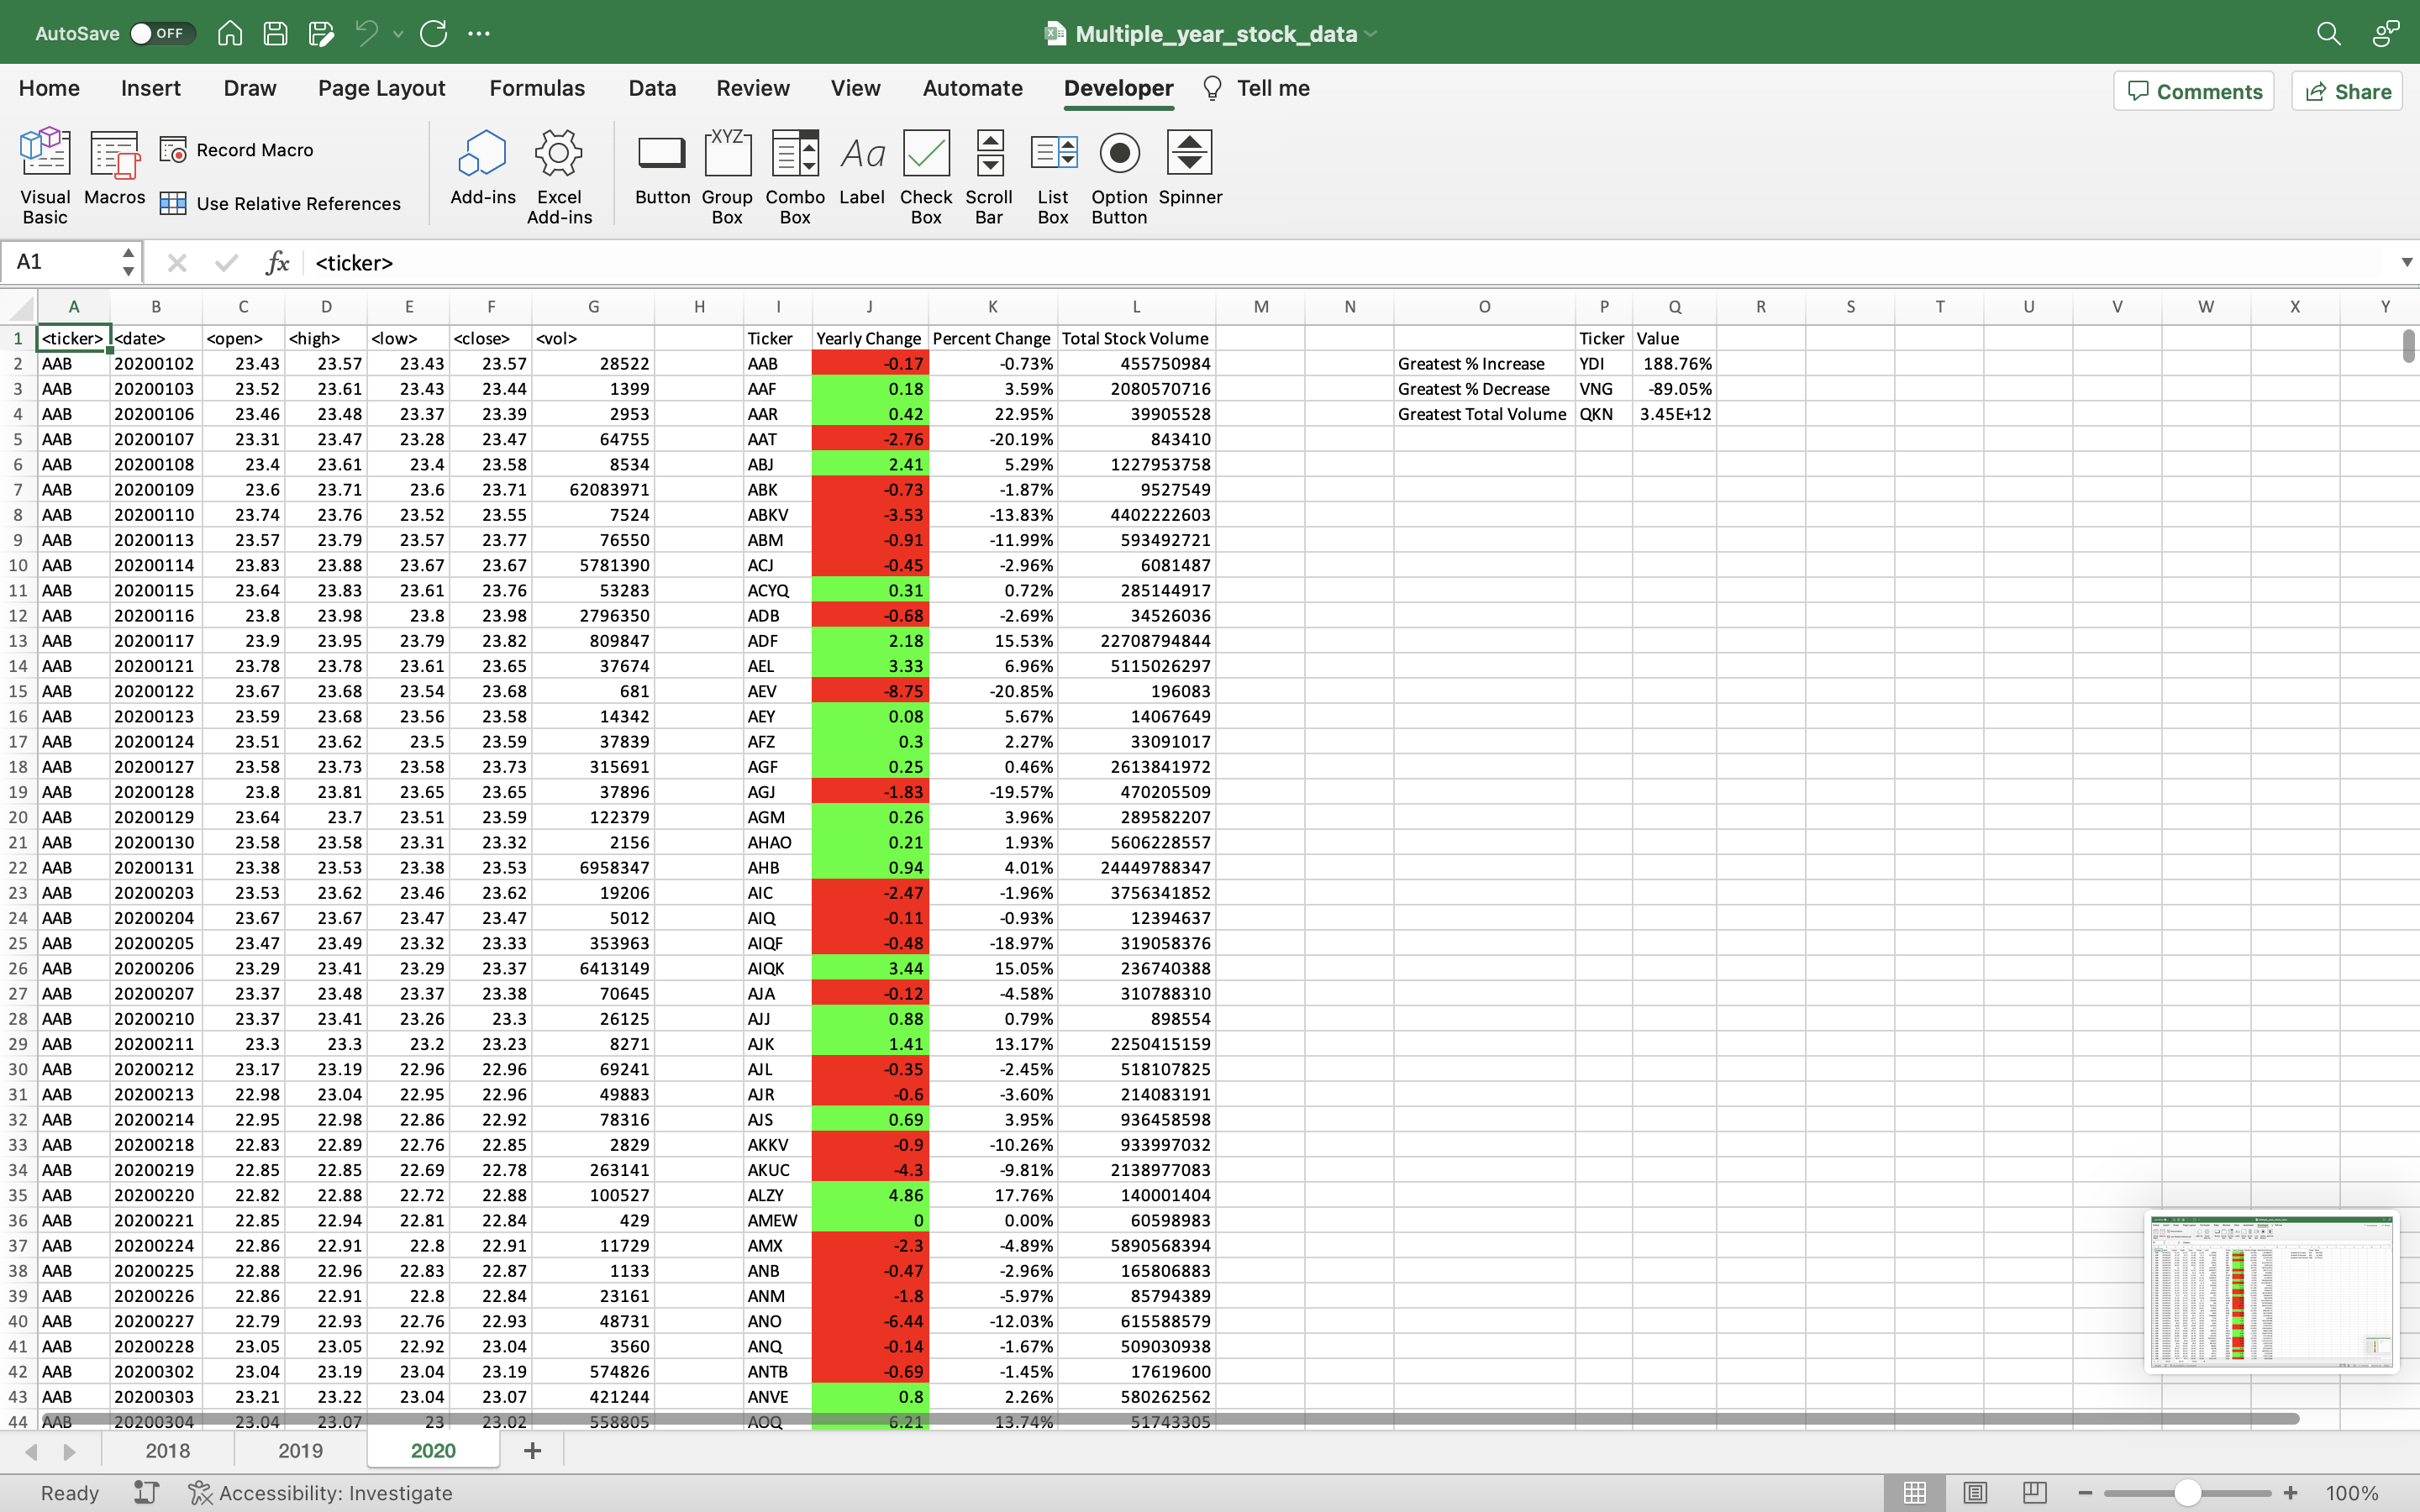 AutoSave OFF Multiple_year_stock_data
Home Insert Draw Page Layout Formulas Data Review View Automate Developer Tell me Comments Share
Visual Basic Macros Record Macro Use Relative References Add-ins Excel Add-ins Button Group Box Combo Box Label Check Box Scroll Bar List Box Option Button Spinner
XYZ Aa
A1 fx <ticker>
A B C D E F G H I J K L M N O P Q R S T U V W X Y
1 <ticker> <date> <open> <high> <low> <close> <vol> Ticker Yearly Change Percent Change Total Stock Volume Ticker Value
2 AAB 20200102 23.43 23.57 23.43 23.57 28522 AAB -0.17 -0.73% 455750984 Greatest % Increase YDI 188.76%
3 AAB 20200103 23.52 23.61 23.43 23.44 1399 AAF 0.18 3.59% 2080570716 Greatest % Decrease VNG -89.05%
4 AAB 20200106 23.46 23.48 23.37 23.39 2953 AAR 0.42 22.95% 39905528 Greatest Total Volume QKN 3.45E+12
5 AAB 20200107 23.31 23.47 23.28 23.47 64755 AAT -2.76 -20.19% 843410
6 AAB 20200108 23.4 23.61 23.4 23.58 8534 ABJ 2.41 5.29% 1227953758
7 AAB 20200109 23.6 23.71 23.6 23.71 62083971 ABK -0.73 -1.87% 9527549
8 AAB 20200110 23.74 23.76 23.52 23.55 7524 ABKV -3.53 -13.83% 4402222603
9 AAB 20200113 23.57 23.79 23.57 23.77 76550 ABM -0.91 -11.99% 593492721
10 AAB 20200114 23.83 23.88 23.67 23.67 5781390 ACJ -0.45 -2.96% 6081487
11 AAB 20200115 23.64 23.83 23.61 23.76 53283 ACYQ 0.31 0.72% 285144917
12 AAB 20200116 23.8 23.98 23.8 23.98 2796350 ADB -0.68 -2.69% 34526036
13 AAB 20200117 23.9 23.95 23.79 23.82 809847 ADF 2.18 15.53% 22708794844
14 AAB 20200121 23.78 23.78 23.61 23.65 37674 AEL 3.33 6.96% 5115026297
15 AAB 20200122 23.67 23.68 23.54 23.68 681 AEV -8.75 -20.85% 196083
16 AAB 20200123 23.59 23.68 23.56 23.58 14342 AEY 0.08 5.67% 14067649
17 AAB 20200124 23.51 23.62 23.5 23.59 37839 AFZ 0.3 2.27% 33091017
18 AAB 20200127 23.58 23.73 23.58 23.73 315691 AGF 0.25 0.46% 2613841972
19 AAB 20200128 23.8 23.81 23.65 23.65 37896 AGJ -1.83 -19.57% 470205509
20 AAB 20200129 23.64 23.7 23.51 23.59 122379 AGM 0.26 3.96% 289582207
21 AAB 20200130 23.58 23.58 23.31 23.32 2156 AHAO 0.21 1.93% 5606228557
22 AAB 20200131 23.38 23.53 23.38 23.53 6958347 AHB 0.94 4.01% 24449788347
23 AAB 20200203 23.53 23.62 23.46 23.62 19206 AIC -2.47 -1.96% 3756341852
24 AAB 20200204 23.67 23.67 23.47 23.47 5012 AIQ -0.11 -0.93% 12394637
25 AAB 20200205 23.47 23.49 23.32 23.33 353963 AIQF -0.48 -18.97% 319058376
26 AAB 20200206 23.29 23.41 23.29 23.37 6413149 AIQK 3.44 15.05% 236740388
27 AAB 20200207 23.37 23.48 23.37 23.38 70645 AJA -0.12 -4.58% 310788310
28 AAB 20200210 23.37 23.41 23.26 23.3 26125 AJJ 0.88 0.79% 898554
29 AAB 20200211 23.3 23.3 23.2 23.23 8271 AJK 1.41 13.17% 2250415159
30 AAB 20200212 23.17 23.19 22.96 22.96 69241 AJL -0.35 -2.45% 518107825
31 AAB 20200213 22.98 23.04 22.95 22.96 49883 AJR -0.6 -3.60% 214083191
32 AAB 20200214 22.95 22.98 22.86 22.92 78316 AJS 0.69 3.95% 936458598
33 AAB 20200218 22.83 22.89 22.76 22.85 2829 AKKV -0.9 -10.26% 933997032
34 AAB 20200219 22.85 22.85 22.69 22.78 263141 AKUC -4.3 -9.81% 2138977083
35 AAB 20200220 22.82 22.88 22.72 22.88 100527 ALZY 4.86 17.76% 140001404
36 AAB 20200221 22.85 22.94 22.81 22.84 429 AMEW 0 0.00% 60598983
37 AAB 20200224 22.86 22.91 22.8 22.91 11729 AMX -2.3 -4.89% 5890568394
38 AAB 20200225 22.88 22.96 22.83 22.87 1133 ANB -0.47 -2.96% 165806883
39 AAB 20200226 22.86 22.91 22.8 22.84 23161 ANM -1.8 -5.97% 85794389
40 AAB 20200227 22.79 22.93 22.76 22.93 48731 ANO -6.44 -12.03% 615588579
41 AAB 20200228 23.05 23.05 22.92 23.04 3560 ANQ -0.14 -1.67% 509030938
42 AAB 20200302 23.04 23.19 23.04 23.19 574826 ANTB -0.69 -1.45% 17619600
43 AAB 20200303 23.21 23.22 23.04 23.07 421244 ANVE 0.8 2.26% 580262562
44 AAB 20200304 23.04 23.07 23 23.02 558805 AOQ 6.21 13.74% 51743305
2018 2019 2020 +
Ready Accessibility: Investigate 100%